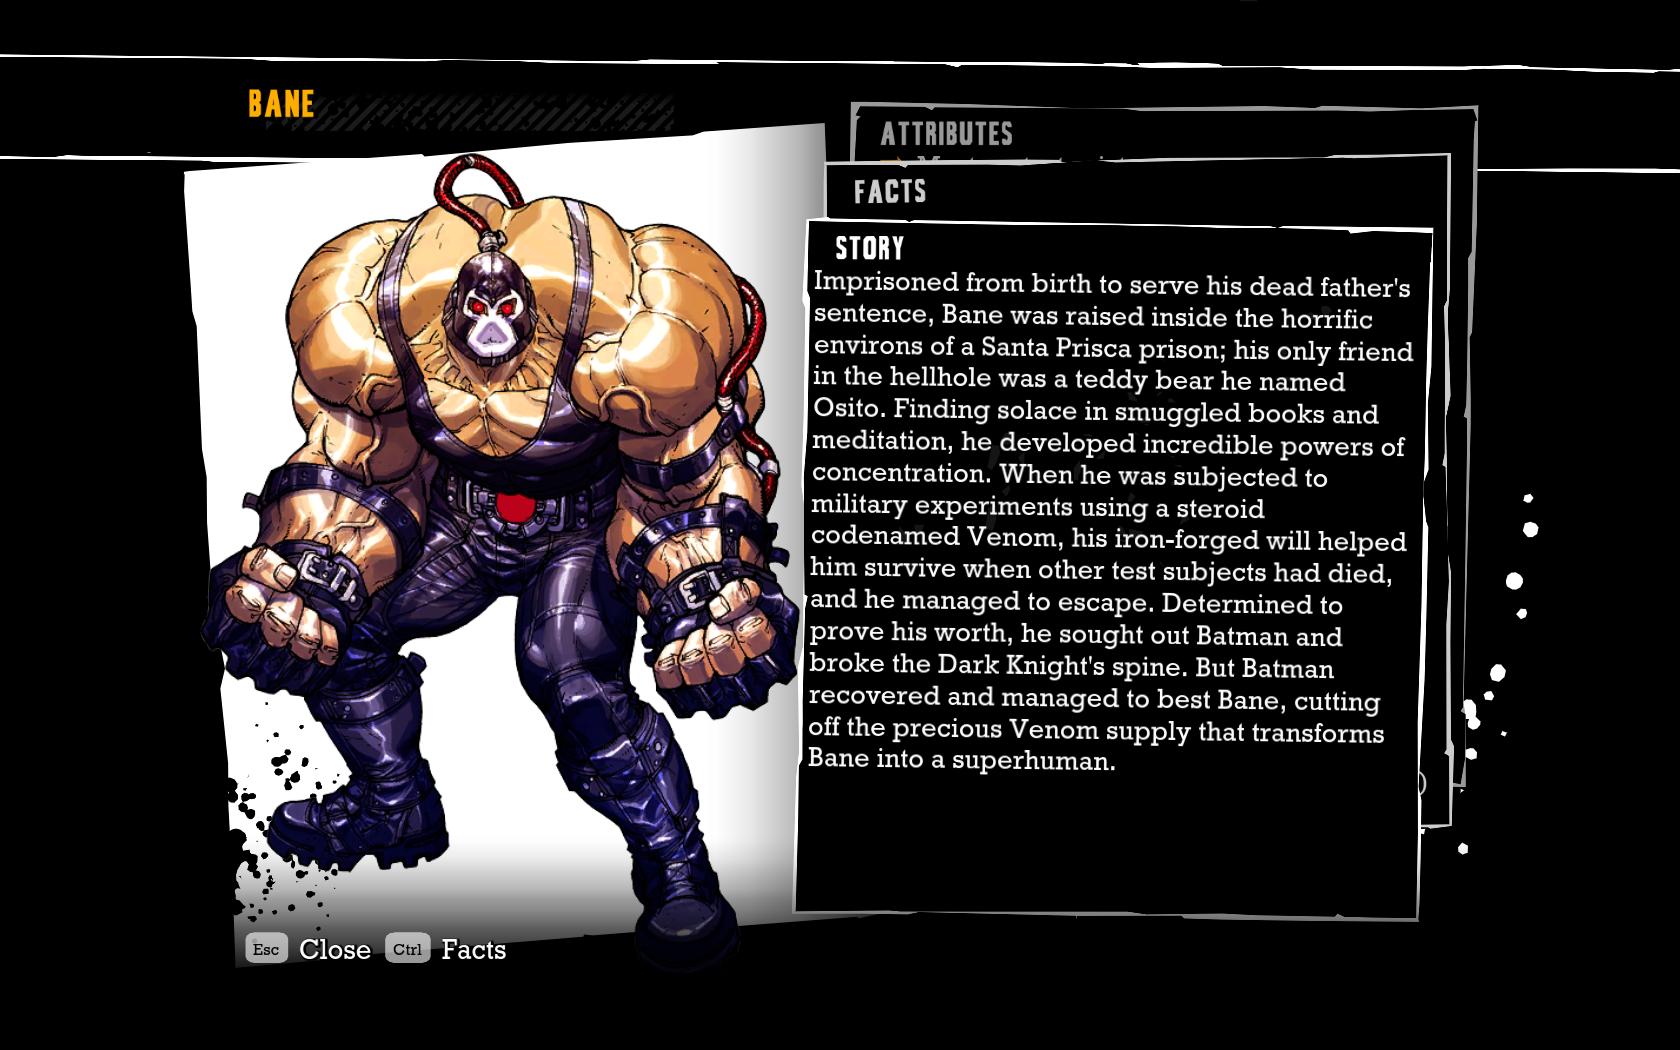 BANE
ATTRIBUTES
FACTS
STORY
Imprisoned from birth to serve his dead father's
sentence, Bane was raised inside the horrific
environs of a Santa Prisca prison; his only friend
in the hellhole was a teddy bear he named
Osito. Finding solace in smuggled books and
meditation, he developed incredible powers of
concentration. When he was subjected to
military experiments using a steroid
codenamed Venom, his iron-forged will helped
him survive when other test subjects had died,
and he managed to escape. Determined to
prove his worth, he sought out Batman and
broke the Dark Knight's spine. But Batman
recovered and managed to best Bane, cutting
off the precious Venom supply that transforms
Bane into a superhuman.
Esc Close Ctrl Facts